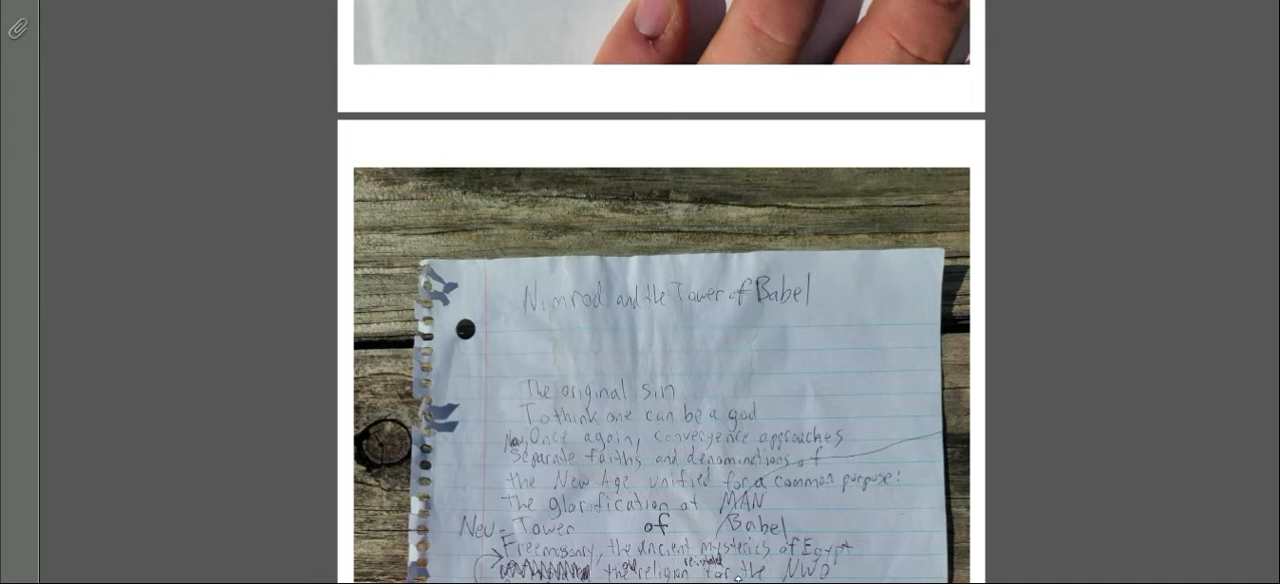 Nimrod and the Tower of Babel
The original sin
To think one can be a god
Now, Once again, convergence approaches
Separate faiths and denominations of
the New Age unified for a common purpose:
the glorification of MAN
Neu-Tower of Babel
Freemasonry, the ancient mysteries of Egypt
the religion for the NWO